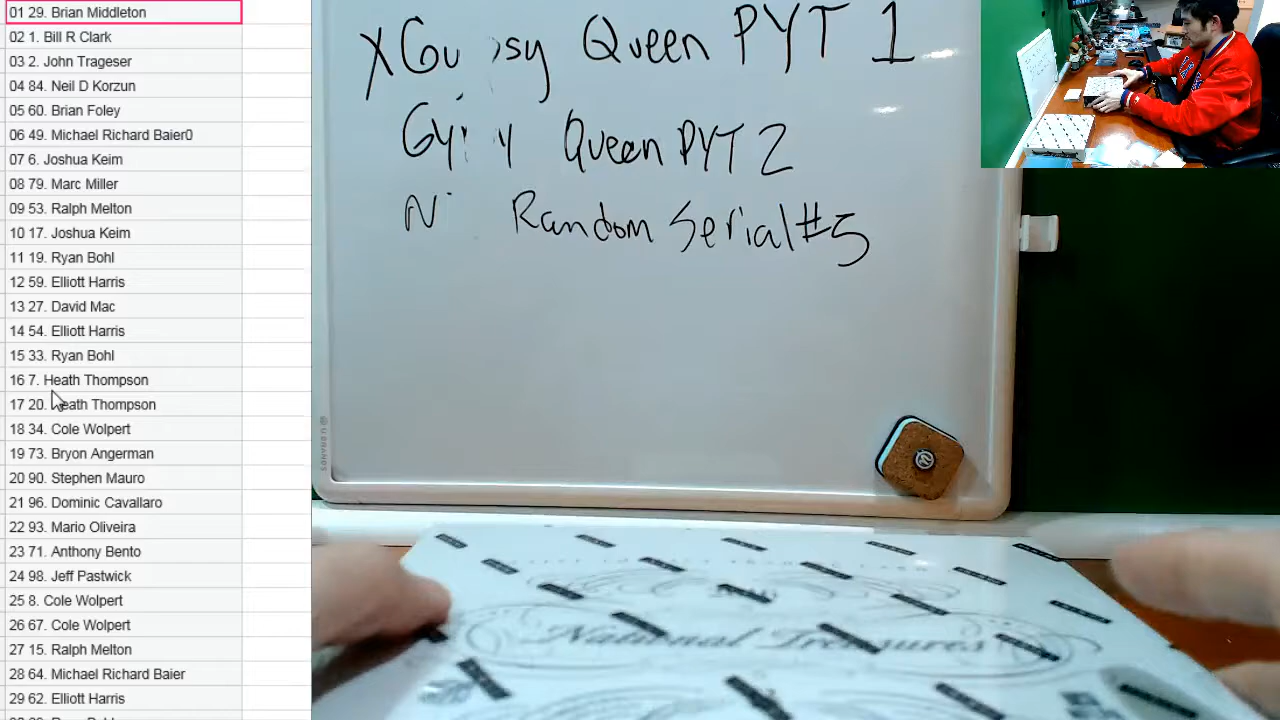 01 29. Brian Middleton
02 1. Bill R Clark
03 2. John Trageser
04 84. Neil D Korzun
05 60. Brian Foley
06 49. Michael Richard Baier0
07 6. Joshua Keim
08 79. Marc Miller
09 53. Ralph Melton
10 17. Joshua Keim
11 19. Ryan Bohl
12 59. Elliott Harris
13 27. David Mac
14 54. Elliott Harris
15 33. Ryan Bohl
16 7. Heath Thompson
17 20. Heath Thompson
18 34. Cole Wolpert
19 73. Bryon Angerman
20 90. Stephen Mauro
21 96. Dominic Cavallaro
22 93. Mario Oliveira
23 71. Anthony Bento
24 98. Jeff Pastwick
25 8. Cole Wolpert
26 67. Cole Wolpert
27 15. Ralph Melton
28 64. Michael Richard Baier
29 62. Elliott Harris
X Queen PYT 1
Queen PYT 2
Random Serial #5
National Treasures